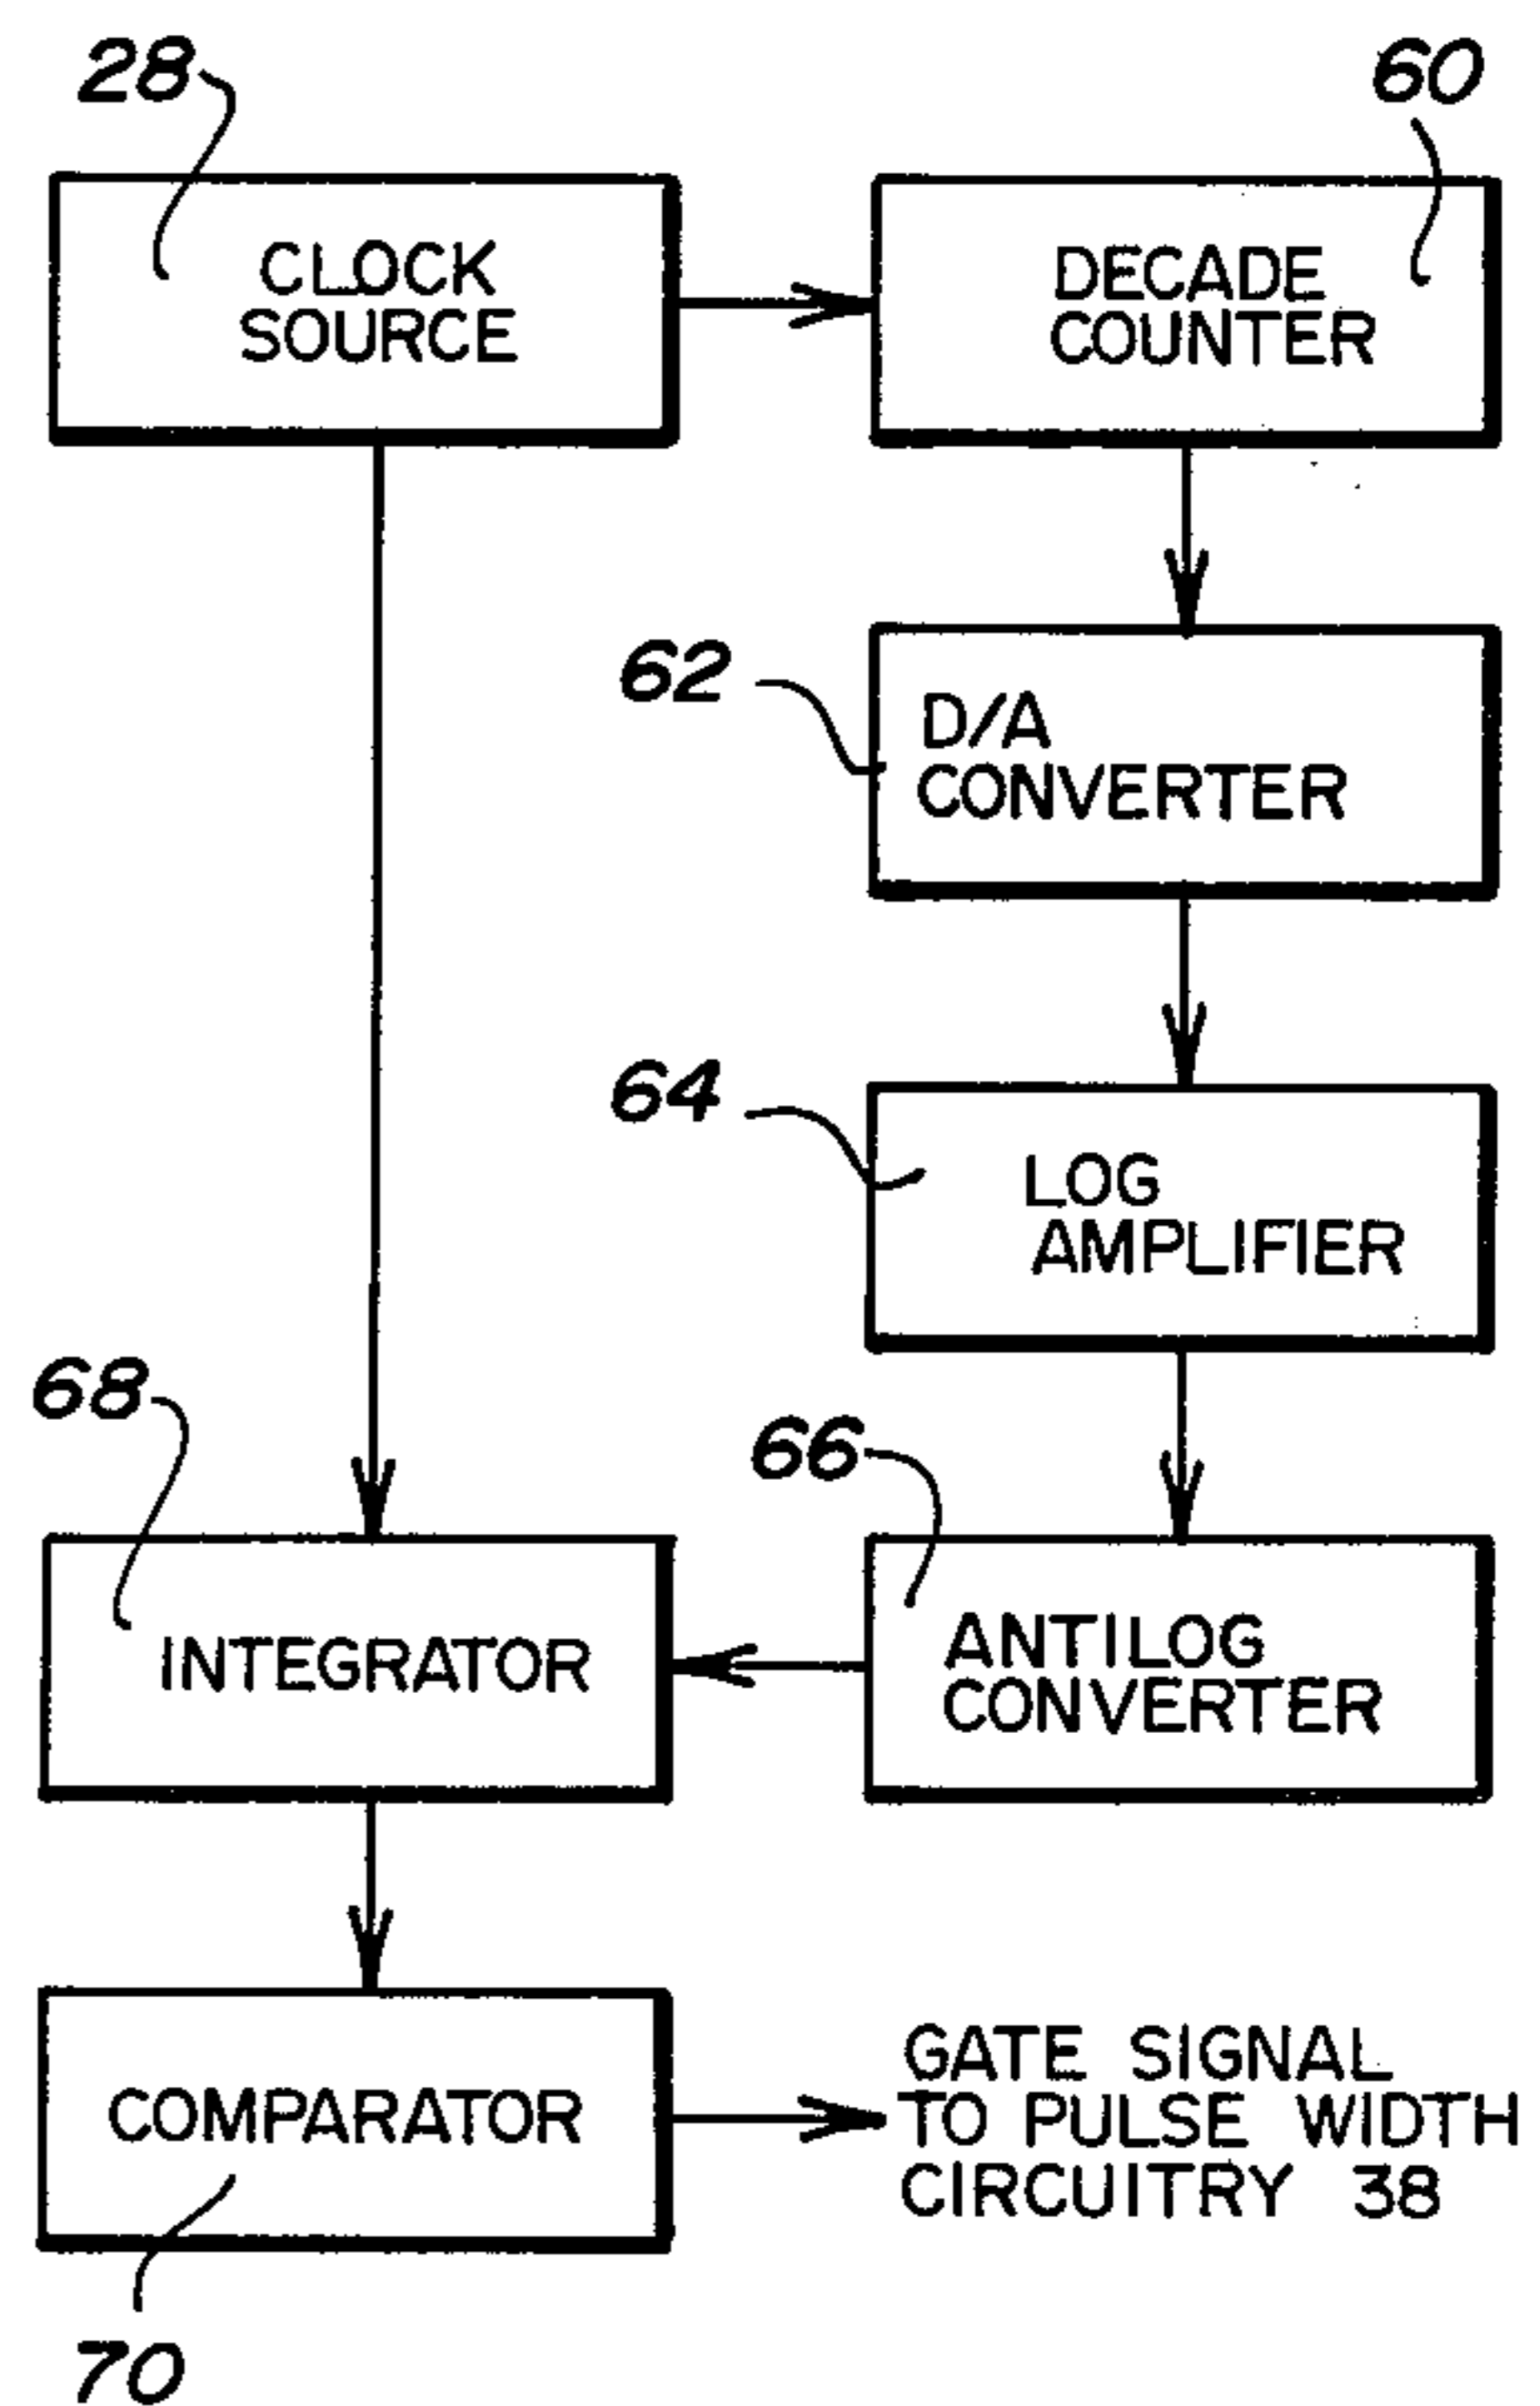 28
60
CLOCK
SOURCE
DECADE
COUNTER
62
D/A
CONVERTER
64
LOG
AMPLIFIER
68
66
INTEGRATOR
ANTILOG
CONVERTER
COMPARATOR
GATE SIGNAL
TO PULSE WIDTH
CIRCUITRY 38
70